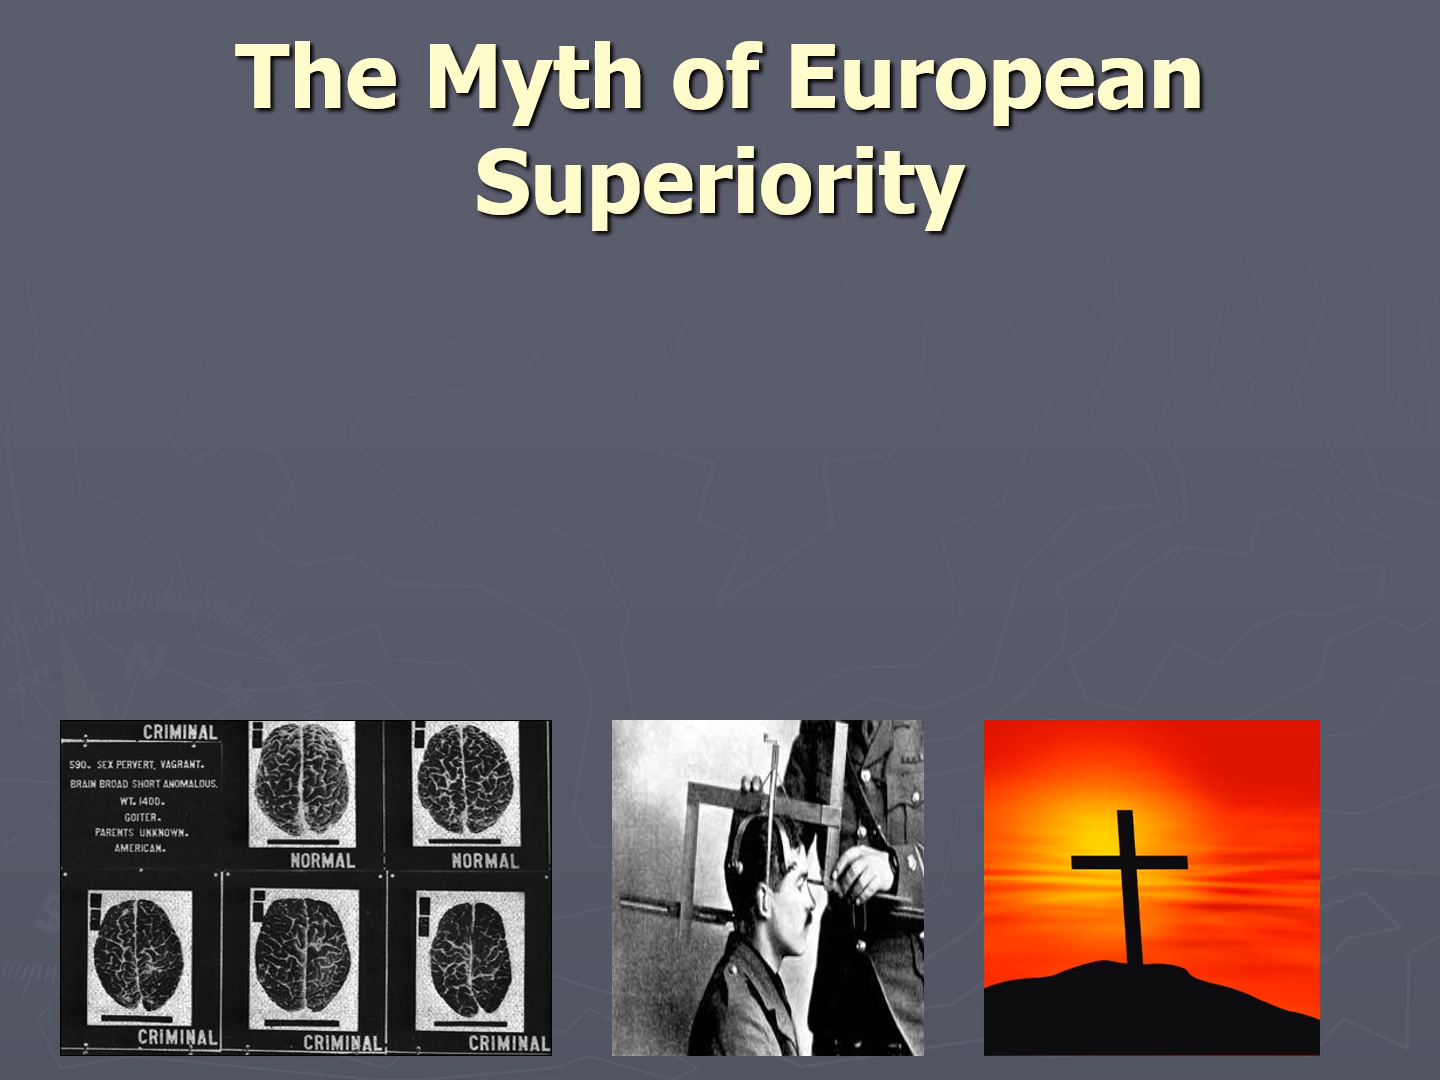 The Myth of European
Superiority
CRIMINAL
590. SEX PERVERT, VAGRANT.
BRAIN BROAD SHORT ANOMALOUS.
WT. 1400.
GOITER.
PARENTS UNKNOWN.
AMERICAN.
NORMAL
NORMAL
CRIMINAL
CRIMINAL
CRIMINAL
N
S